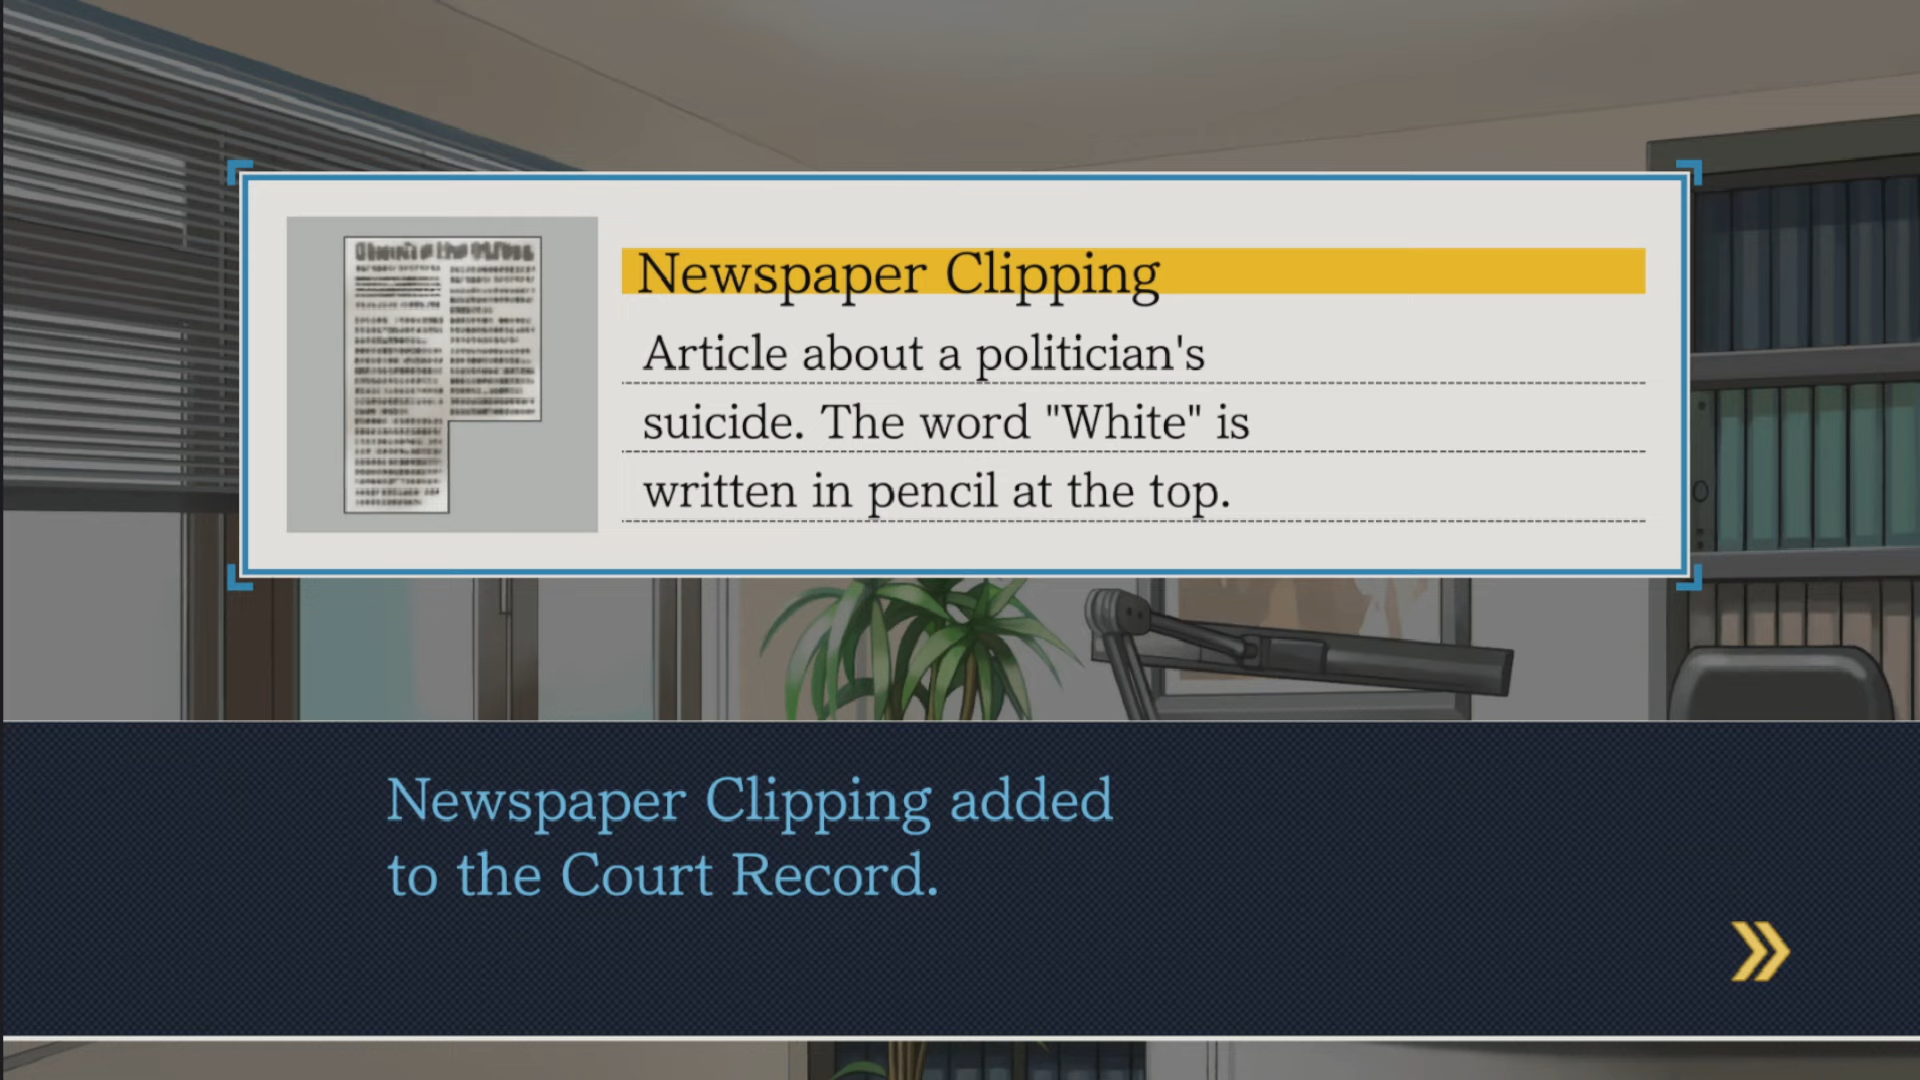 Newspaper Clipping
Article about a politician's
suicide. The word "White" is
written in pencil at the top.
Newspaper Clipping added
to the Court Record.